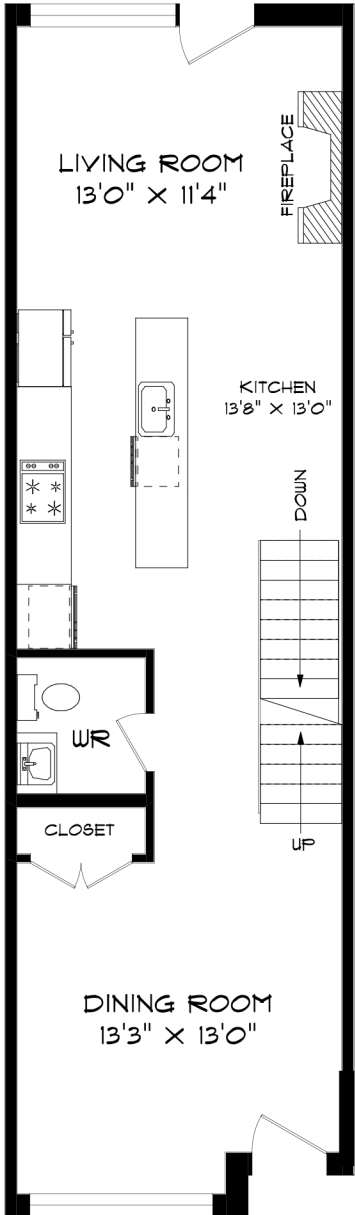 LIVING ROOM
13'0" X 11'4"
FIREPLACE
KITCHEN
13'8" X 13'0"
DOWN
WR
CLOSET
UP
DINING ROOM
13'3" X 13'0"